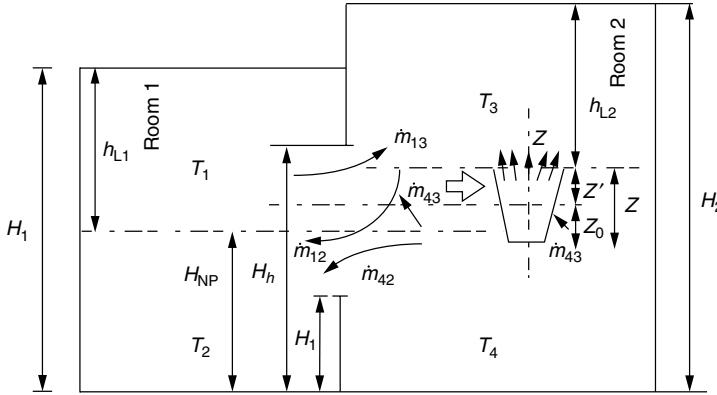 Room 1
Room 2
T3
hL2
hL1
T1
ṁ13
Z
ṁ43
Z′
Z
H1
H2
Z0
ṁ12
ṁ43
HNP
Hh
ṁ42
H1
T2
T4